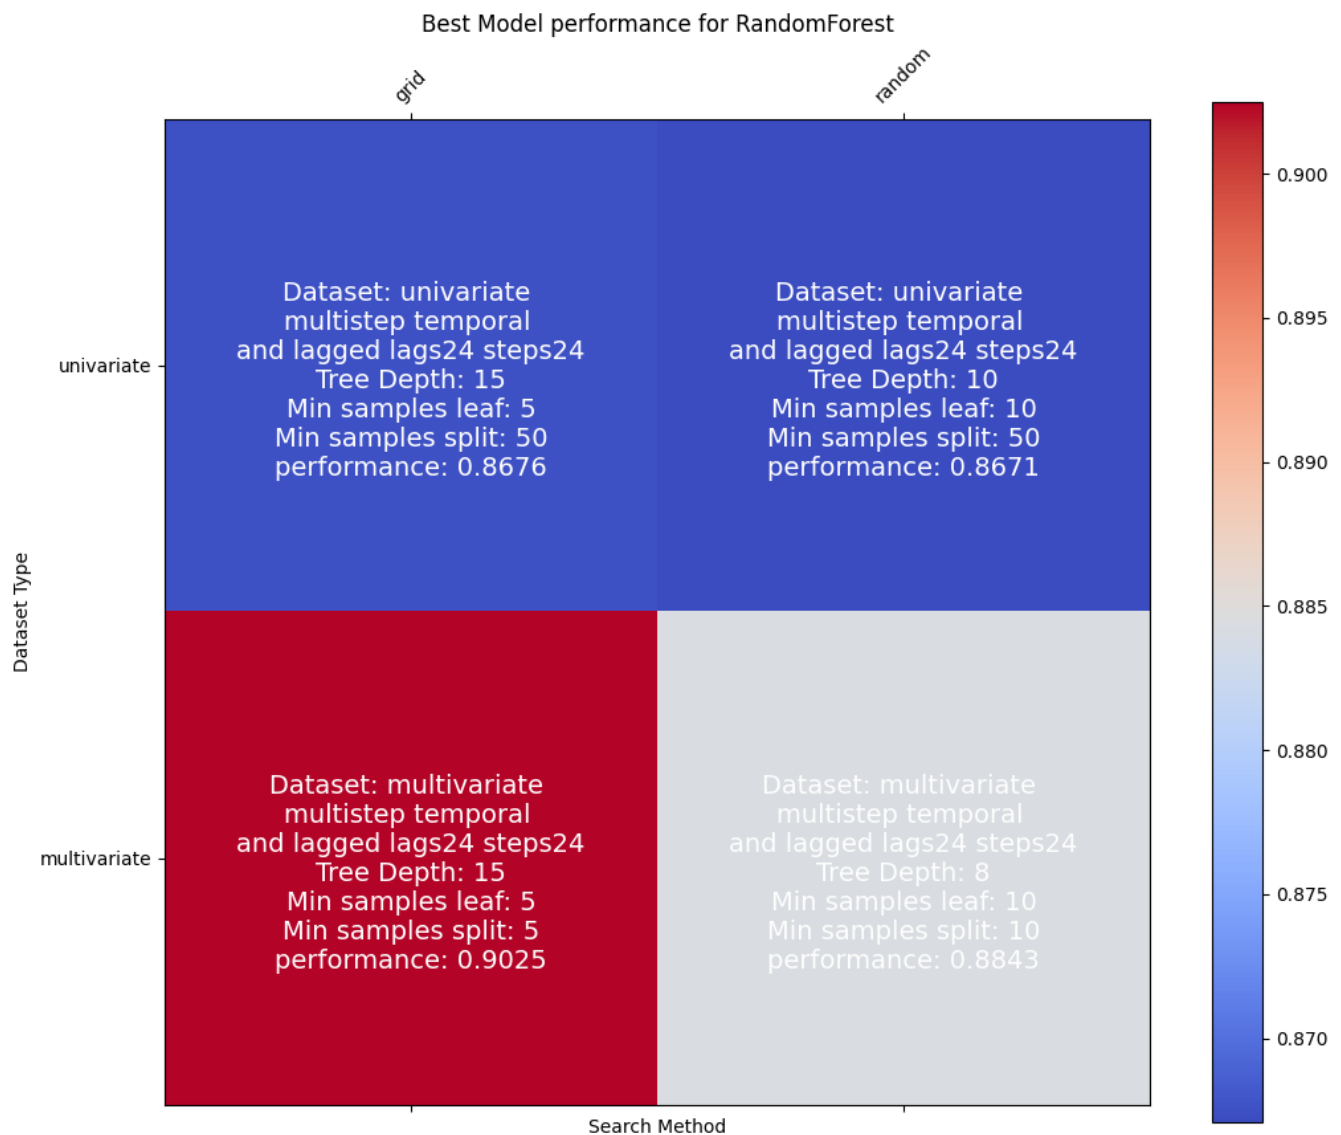 Best Model performance for RandomForest
grid
random
Dataset: univariate
multistep temporal
and lagged lags24 steps24
Tree Depth: 15
Min samples leaf: 5
Min samples split: 50
performance: 0.8676
Dataset: univariate
multistep temporal
and lagged lags24 steps24
Tree Depth: 10
Min samples leaf: 10
Min samples split: 50
performance: 0.8671
univariate
Dataset Type
multivariate
Dataset: multivariate
multistep temporal
and lagged lags24 steps24
Tree Depth: 15
Min samples leaf: 5
Min samples split: 5
performance: 0.9025
Dataset: multivariate
multistep temporal
and lagged lags24 steps24
Tree Depth: 8
Min samples leaf: 10
Min samples split: 10
performance: 0.8843
Search Method
0.900
0.895
0.890
0.885
0.880
0.875
0.870